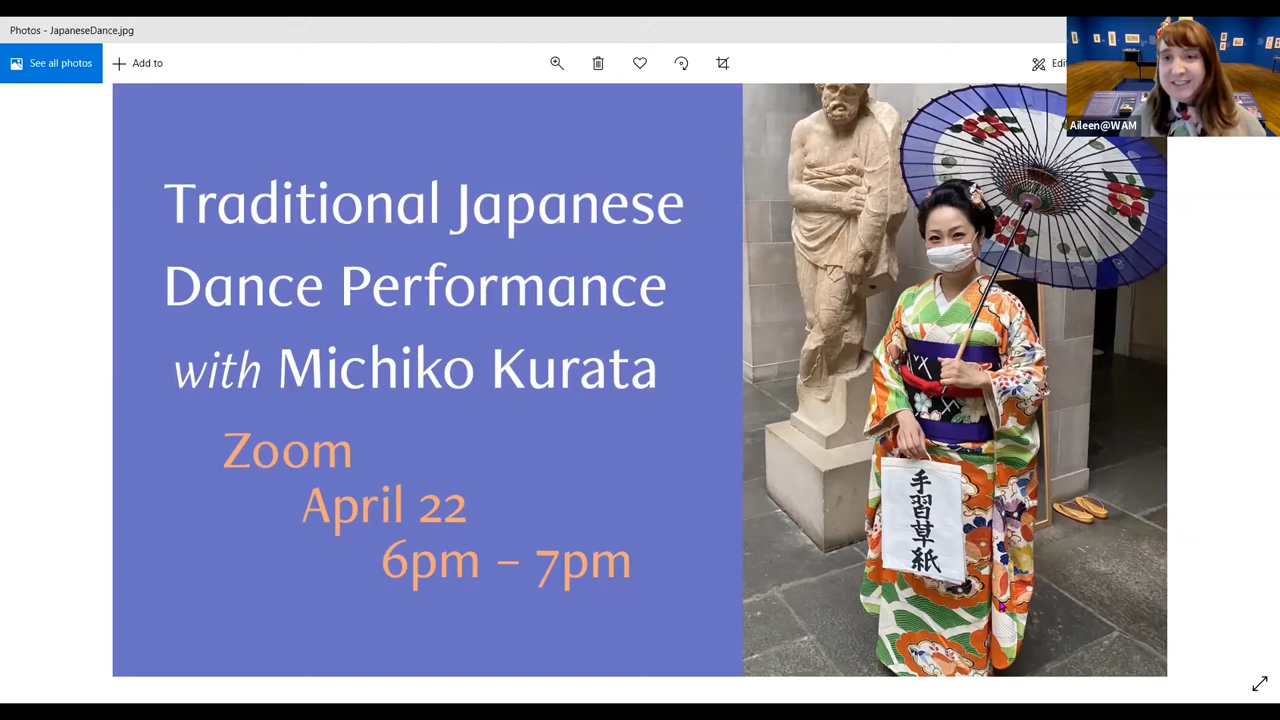 Photos - JapaneseDance.jpg
See all photos
Add to
Edi
Aileen@WAM
Traditional Japanese
Dance Performance
with Michiko Kurata
Zoom
April 22
6pm – 7pm
手習草紙